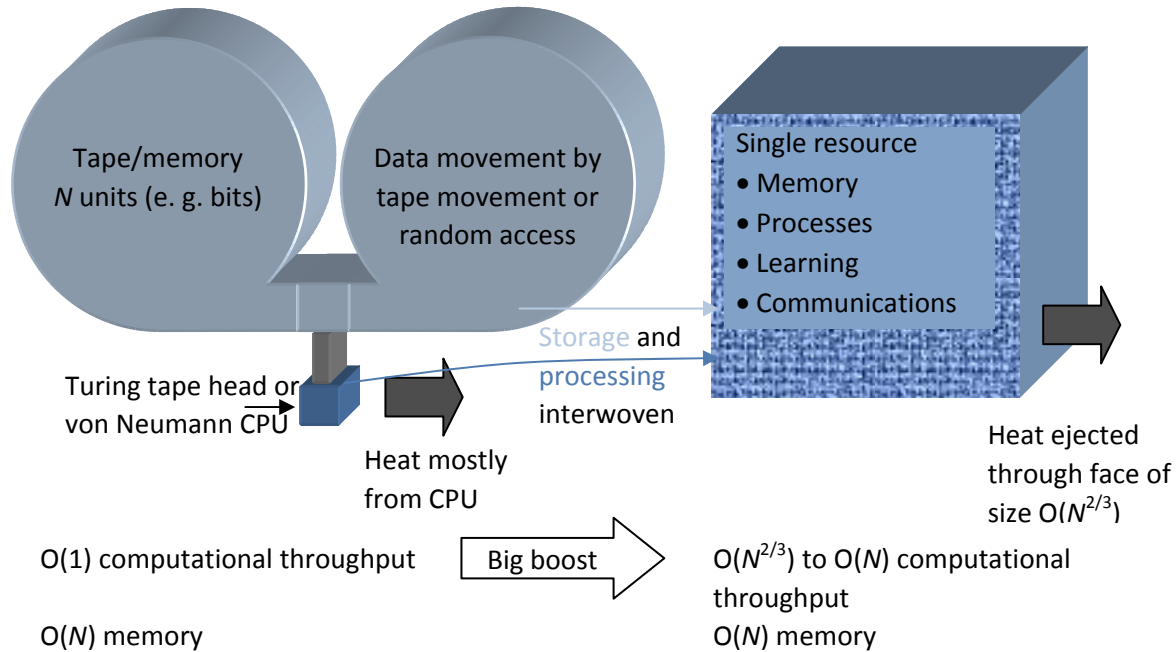 Tape/memory
N units (e. g. bits)
Data movement by
tape movement or
random access
Single resource
• Memory
• Processes
• Learning
• Communications
Storage and
processing
interwoven
Turing tape head or
von Neumann CPU
Heat mostly
from CPU
Heat ejected
through face of
size O(N^{2/3})
O(1) computational throughput
Big boost
O(N^{2/3}) to O(N) computational
throughput
O(N) memory
O(N) memory